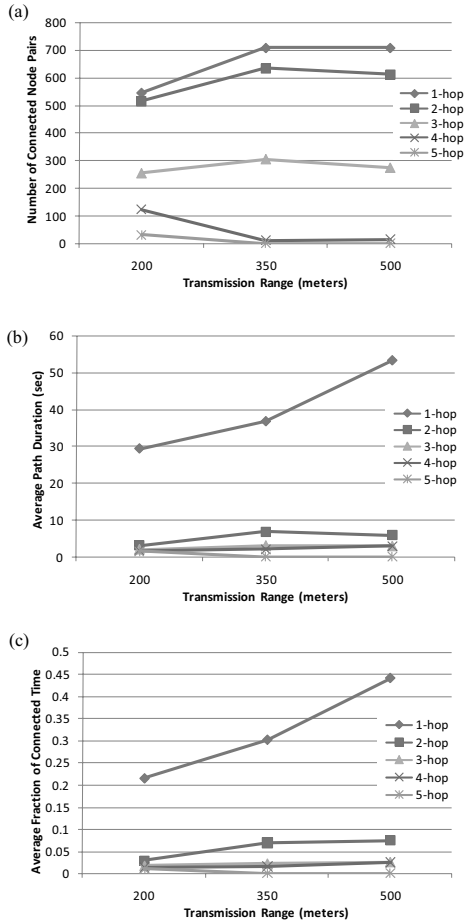 (a)
Number of Connected Node Pairs
800
700
600
500
400
300
200
100
0
200
350
500
Transmission Range (meters)
1-hop
2-hop
3-hop
4-hop
5-hop
(b)
Average Path Duration (sec)
60
50
40
30
20
10
0
200
350
500
Transmission Range (meters)
1-hop
2-hop
3-hop
4-hop
5-hop
(c)
Average Fraction of Connected Time
0.5
0.45
0.4
0.35
0.3
0.25
0.2
0.15
0.1
0.05
0
200
350
500
Transmission Range (meters)
1-hop
2-hop
3-hop
4-hop
5-hop